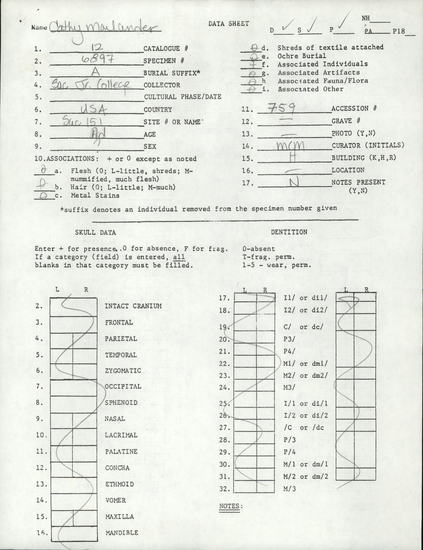 Name Cathy Mailander DATA SHEET D ✓ S ✓ P ✓ NH
PA P18
1. 12 CATALOGUE #
2. 6897 SPECIMEN #
3. A BURIAL SUFFIX*
4. Sac. Jr. College COLLECTOR
5. CULTURAL PHASE/DATE
6. USA COUNTRY
7. Sac 151 SITE # OR NAME
8. Ad AGE
9. SEX
10. ASSOCIATIONS: + or 0 except as noted
a. Flesh (0; L-little, shreds; M-
mummified, much flesh)
b. Hair (0; L-little; M-much)
c. Metal Stains
d. Shreds of textile attached
e. Ochre Burial
f. Associated Individuals
g. Associated Artifacts
h. Associated Fauna/Flora
i. Associated Other
11. 759 ACCESSION #
12. — GRAVE #
13. — PHOTO (Y,N)
14. MCM CURATOR (INITIALS)
15. H BUILDING (K,H,R)
16. — LOCATION
17. N NOTES PRESENT
(Y,N)
*suffix denotes an individual removed from the specimen number given
SKULL DATA
Enter + for presence, 0 for absence, F for frag.
If a category (field) is entered, all
blanks in that category must be filled.
DENTITION
0-absent
T-frag. perm.
1-5 - wear, perm.
L R
2. INTACT CRANIUM
3. FRONTAL
4. PARIETAL
5. TEMPORAL
6. ZYGOMATIC
7. OCCIPITAL
8. SPHENOID
9. NASAL
10. LACRIMAL
11. PALATINE
12. CONCHA
13. ETHMOID
14. VOMER
15. MAXILLA
16. MANDIBLE
L R L R
17. I1/ or di1/
18. I2/ or di2/
19. C/ or dc/
20. P3/
21. P4/
22. M1/ or dm1/
23. M2/ or dm2/
24. M3/
25. I/1 or di/1
26. I/2 or di/2
27. /C or /dc
28. P/3
29. P/4
30. M/1 or dm/1
31. M/2 or dm/2
32. M/3
NOTES: